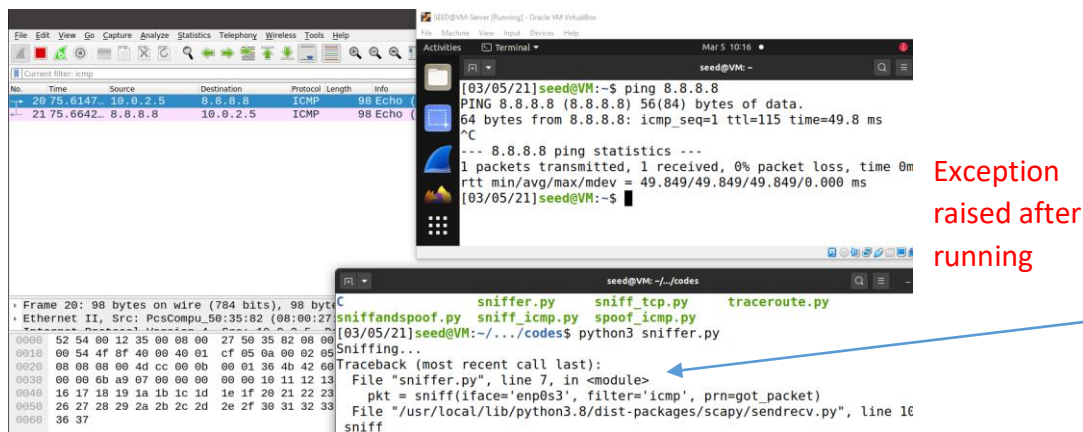 SEED@VM-Server [Running] - Oracle VM VirtualBox
File Machine View Input Devices Help
Activities Terminal Mar 5 10:16
seed@VM: ~
[03/05/21]seed@VM:~$ ping 8.8.8.8
PING 8.8.8.8 (8.8.8.8) 56(84) bytes of data.
64 bytes from 8.8.8.8: icmp_seq=1 ttl=115 time=49.8 ms
^C
--- 8.8.8.8 ping statistics ---
1 packets transmitted, 1 received, 0% packet loss, time 0m
rtt min/avg/max/mdev = 49.849/49.849/49.849/0.000 ms
[03/05/21]seed@VM:~$
File Edit View Go Capture Analyze Statistics Telephony Wireless Tools Help
Current filter: icmp
No. Time Source Destination Protocol Length Info
20 75.6147… 10.0.2.5 8.8.8.8 ICMP 98 Echo (
21 75.6642… 8.8.8.8 10.0.2.5 ICMP 98 Echo (
Frame 20: 98 bytes on wire (784 bits), 98 byte
Ethernet II, Src: PcsCompu_50:35:82 (08:00:27:
0000 52 54 00 12 35 00 08 00 27 50 35 82 08 00
0010 00 54 4f 8f 40 00 40 01 cf 05 0a 00 02 05
0020 08 08 08 00 4d cc 00 0b 00 01 36 4b 42 60
0030 00 00 6b a9 07 00 00 00 00 00 10 11 12 13
0040 16 17 18 19 1a 1b 1c 1d 1e 1f 20 21 22 23
0050 26 27 28 29 2a 2b 2c 2d 2e 2f 30 31 32 33
0060 36 37
seed@VM: ~/.../codes
C sniffer.py sniff_tcp.py traceroute.py
sniffandspoof.py sniff_icmp.py spoof_icmp.py
[03/05/21]seed@VM:~/.../codes$ python3 sniffer.py
Sniffing...
Traceback (most recent call last):
File "sniffer.py", line 7, in <module>
pkt = sniff(iface='enp0s3', filter='icmp', prn=got_packet)
File "/usr/local/lib/python3.8/dist-packages/scapy/sendrecv.py", line 10
sniff
Exception
raised after
running